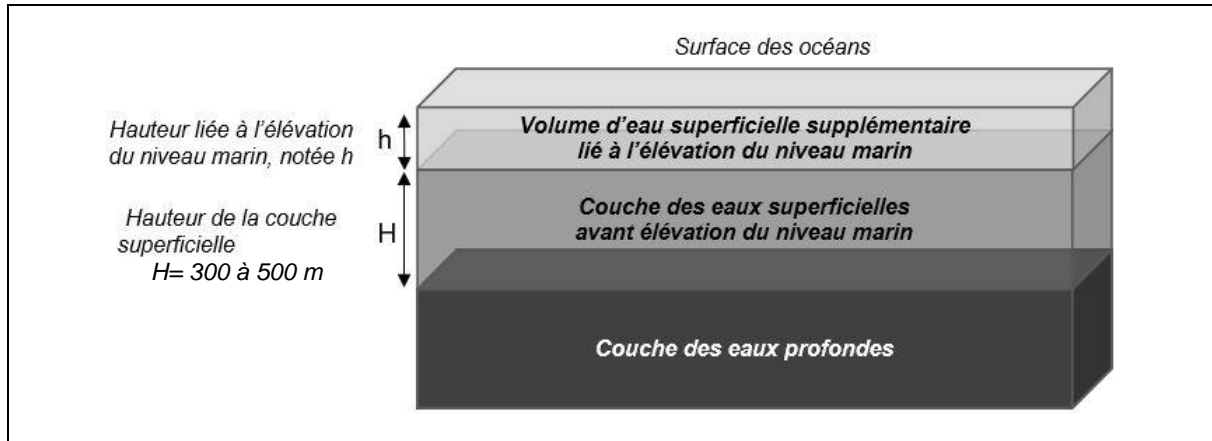 Surface des océans
Hauteur liée à l'élévation
du niveau marin, notée h
h
Volume d'eau superficielle supplémentaire
lié à l'élévation du niveau marin
Hauteur de la couche
superficielle
H= 300 à 500 m
H
Couche des eaux superficielles
avant élévation du niveau marin
Couche des eaux profondes